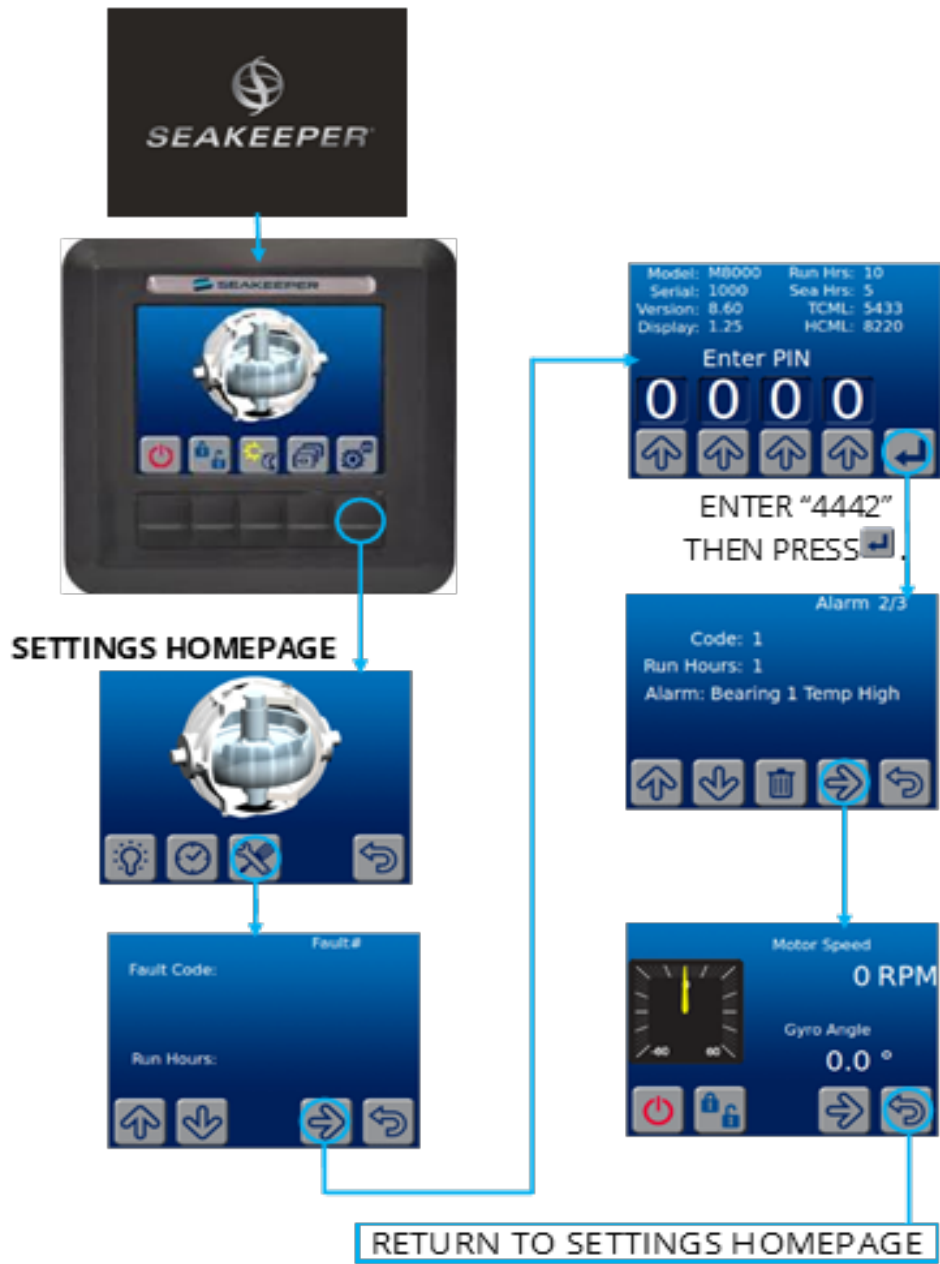 SEAKEEPER
SEAKEEPER
SETTINGS HOMEPAGE
Fault#
Fault Code:
Run Hours:
Model: M8000 Run Hrs: 10
Serial: 1000 Sea Hrs: 5
Version: 8.60 TCML: 5433
Display: 1.25 HCML: 8220
Enter PIN
0 0 0 0
ENTER “4442”
THEN PRESS .
Alarm 2/3
Code: 1
Run Hours: 1
Alarm: Bearing 1 Temp High
Motor Speed
0 RPM
Gyro Angle
-60 60
0.0 °
RETURN TO SETTINGS HOMEPAGE